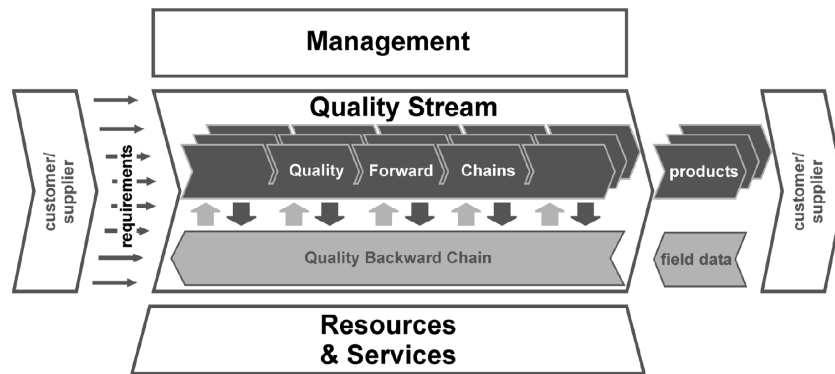 Management
customer/
supplier
requirements
Quality Stream
Quality Forward Chains
products
Quality Backward Chain
field data
customer/
supplier
Resources
& Services